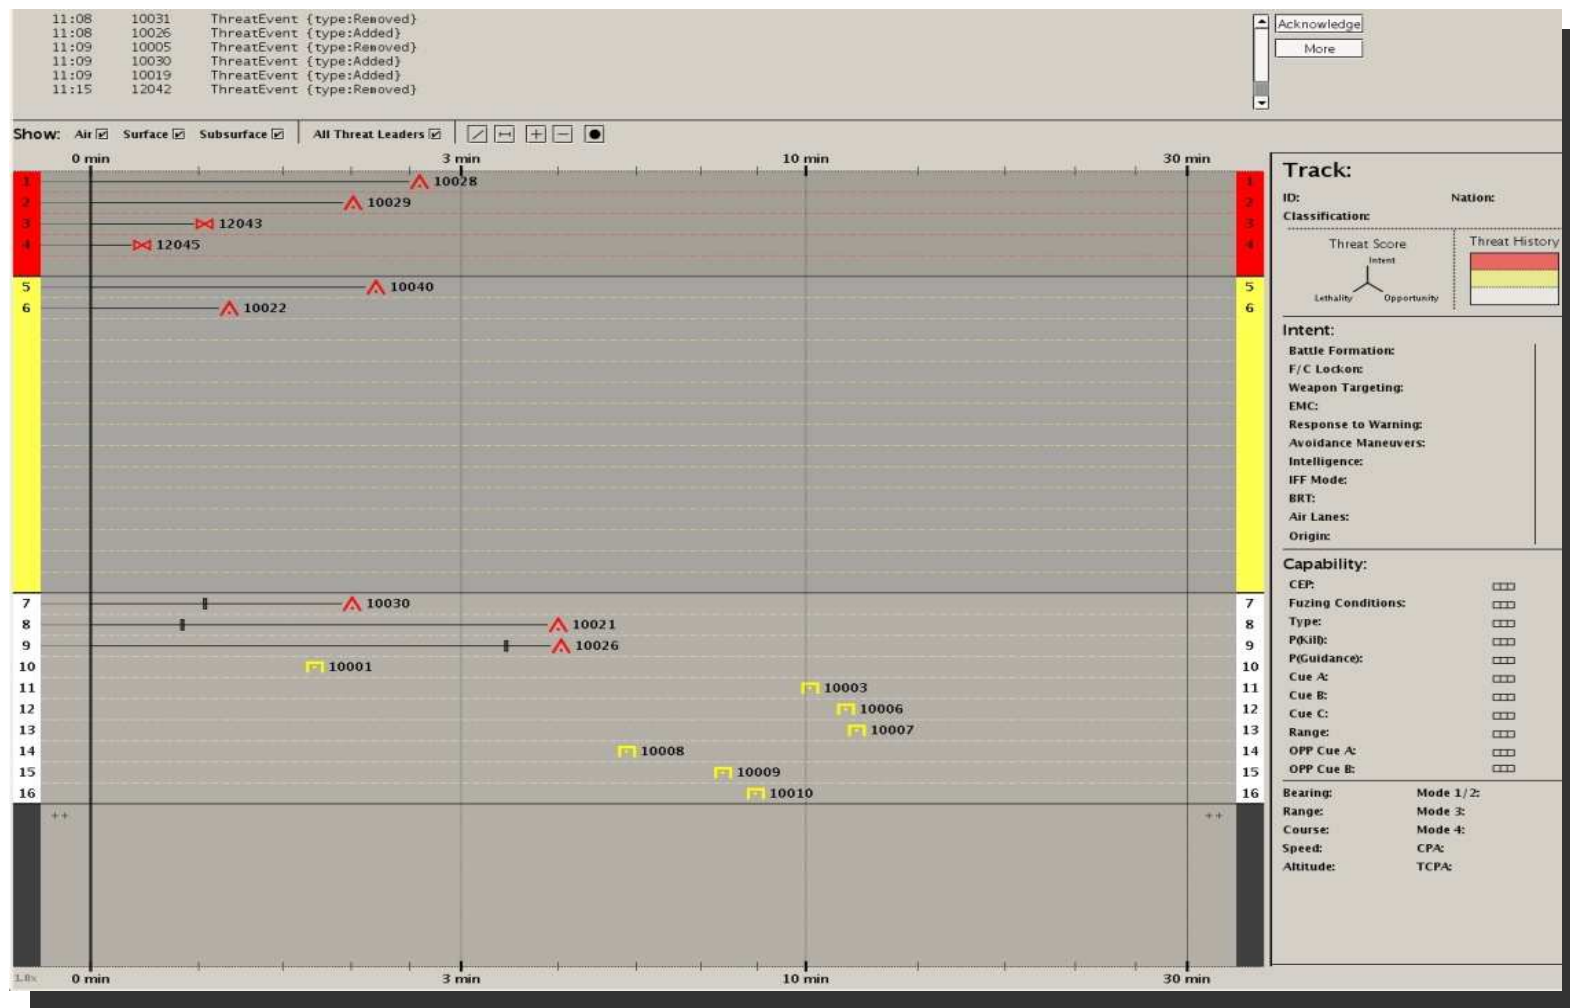 11:08 10031 ThreatEvent {type:Removed}
11:08 10026 ThreatEvent {type:Added}
11:09 10005 ThreatEvent {type:Removed}
11:09 10030 ThreatEvent {type:Added}
11:09 10019 ThreatEvent {type:Added}
11:15 12042 ThreatEvent {type:Removed}
Acknowledge
More
Show: Air Surface Subsurface All Threat Leaders
0 min 3 min 10 min 30 min
1 10028 1
2 10029 2
3 12043 3
4 12045 4
5 10040 5
6 10022 6
7 10030 7
8 10021 8
9 10026 9
10 10001 10
11 10003 11
12 10006 12
13 10007 13
14 10008 14
15 10009 15
16 10010 16
++ ++
1.0x 0 min 3 min 10 min 30 min
Track:
ID: Nation:
Classification:
Threat Score Threat History
Intent
Lethality Opportunity
Intent:
Battle Formation:
F/C Lockon:
Weapon Targeting:
EMC:
Response to Warning:
Avoidance Maneuvers:
Intelligence:
IFF Mode:
BRT:
Air Lanes:
Origin:
Capability:
CEP:
Fuzing Conditions:
Type:
P(Kill):
P(Guidance):
Cue A:
Cue B:
Cue C:
Range:
OPP Cue A:
OPP Cue B:
Bearing: Mode 1/2:
Range: Mode 3:
Course: Mode 4:
Speed: CPA:
Altitude: TCPA: